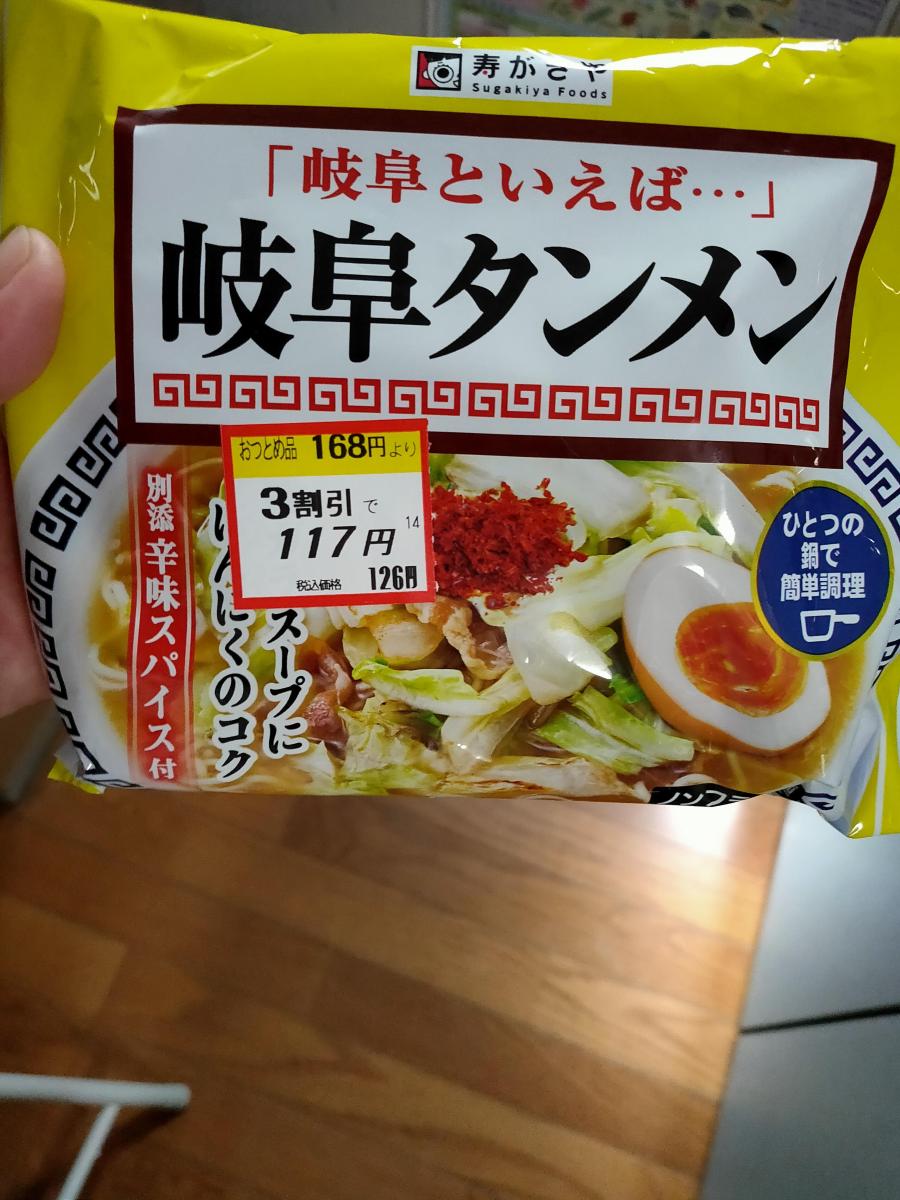 寿がきや
Sugakiya Foods
「岐阜といえば…」
岐阜タンメン
おつとめ品 168円より
3割引で
117円
14
税込価格 126円
別添 辛味スパイス付
スープに
にんにくのコク
ひとつの
鍋で
簡単調理
ノンフ